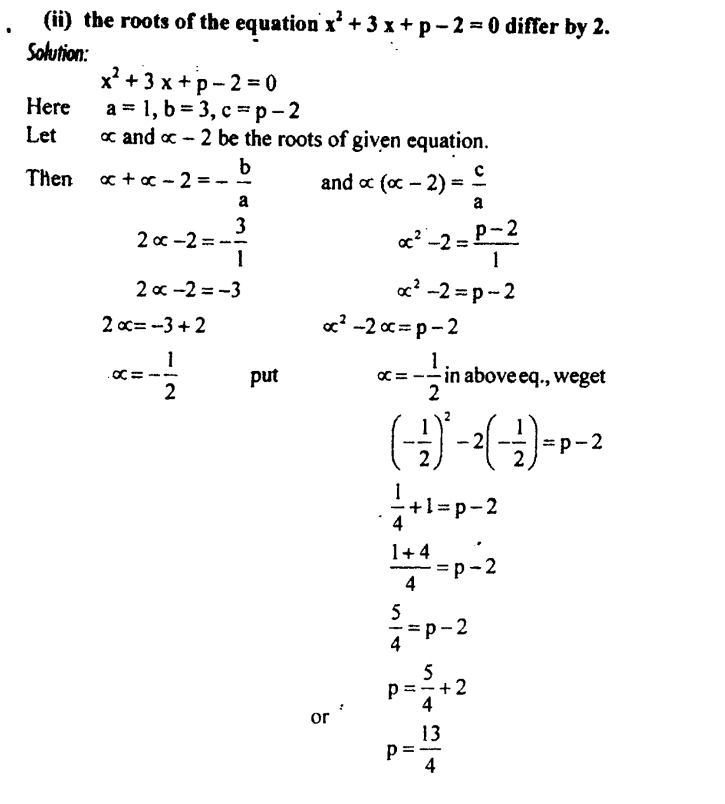 (ii) the roots of the equation x² + 3 x + p – 2 = 0 differ by 2.
Solution:
x² + 3 x + p – 2 = 0
Here a = 1, b = 3, c = p – 2
Let ∝ and ∝ – 2 be the roots of given equation.
Then ∝ + ∝ – 2 = – b/a and ∝ (∝ – 2) = c/a
2 ∝ –2 = – 3/1 ∝² –2 = p–2/1
2 ∝ –2 = –3 ∝² –2 = p – 2
2 ∝= –3 + 2 ∝² –2 ∝ = p – 2
∝ = – 1/2 put ∝ = – 1/2 in above eq., weget
(– 1/2)² – 2(– 1/2) = p – 2
1/4 + 1 = p – 2
1+4/4 = p – 2
5/4 = p – 2
p = 5/4 + 2
or
p = 13/4